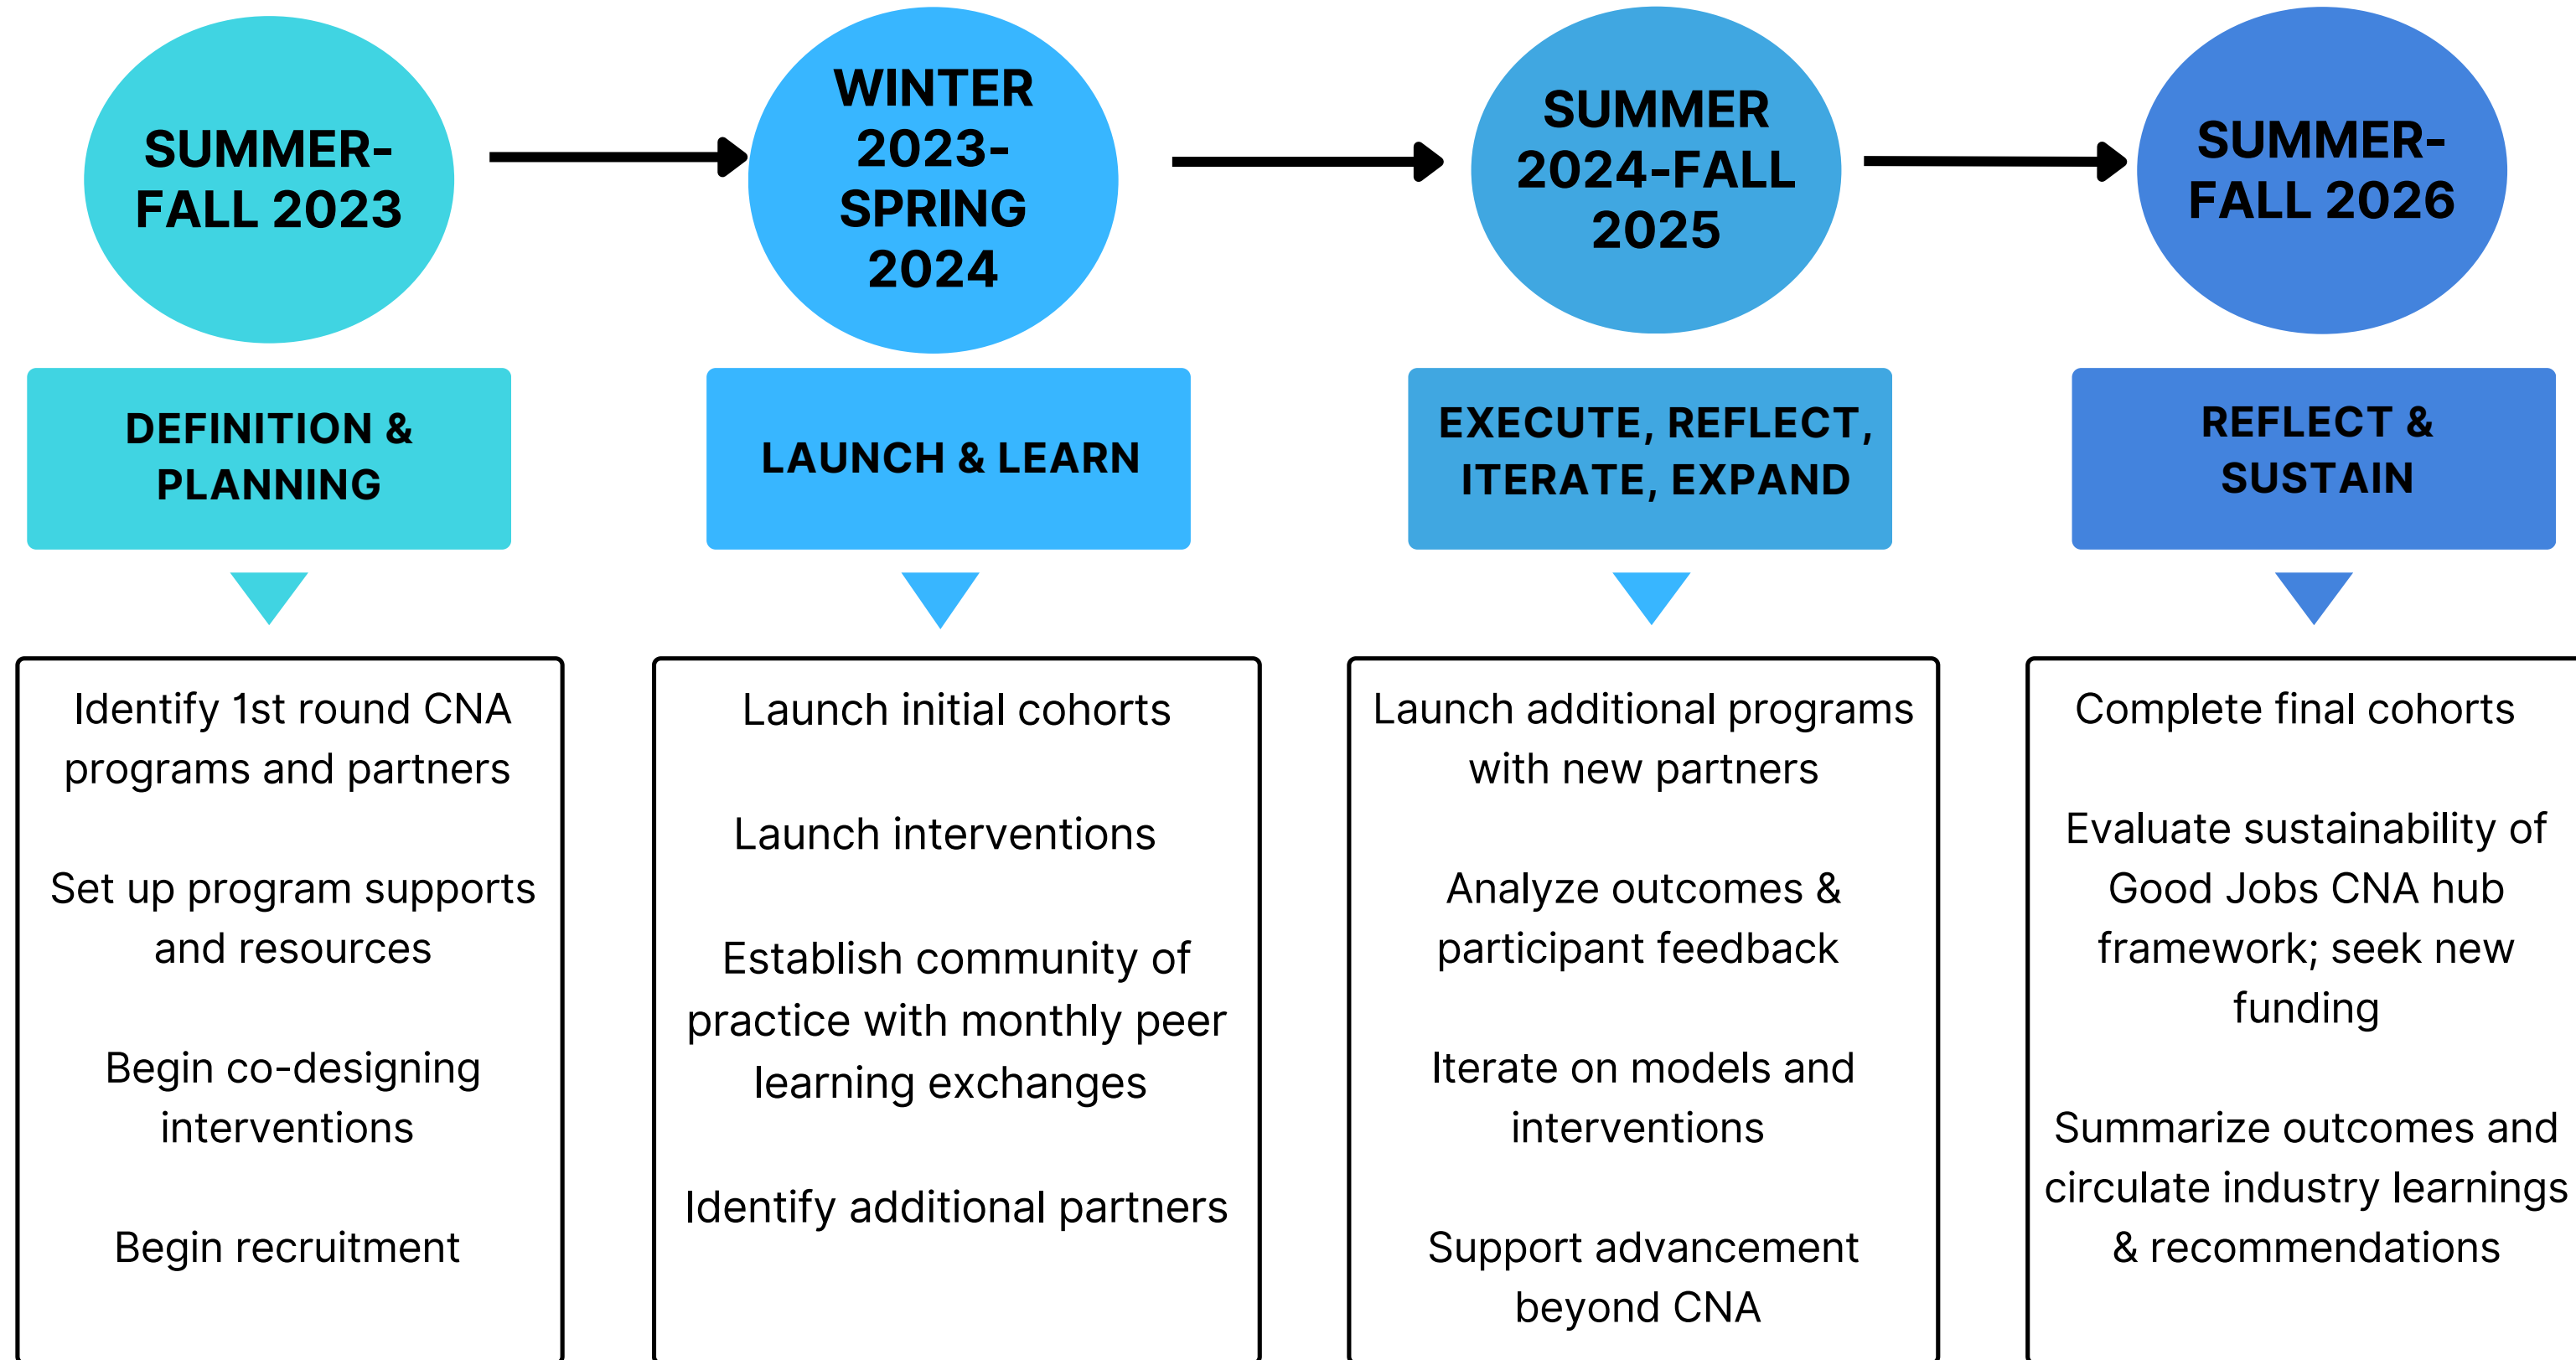 SUMMER-
FALL 2023
WINTER
2023-
SPRING
2024
SUMMER
2024-FALL
2025
SUMMER-
FALL 2026
DEFINITION &
PLANNING
LAUNCH & LEARN
EXECUTE, REFLECT,
ITERATE, EXPAND
REFLECT &
SUSTAIN
Identify 1st round CNA
programs and partners
Set up program supports
and resources
Begin co-designing
interventions
Begin recruitment
Launch initial cohorts
Launch interventions
Establish community of
practice with monthly peer
learning exchanges
Identify additional partners
Launch additional programs
with new partners
Analyze outcomes &
participant feedback
Iterate on models and
interventions
Support advancement
beyond CNA
Complete final cohorts
Evaluate sustainability of
Good Jobs CNA hub
framework; seek new
funding
Summarize outcomes and
circulate industry learnings
& recommendations